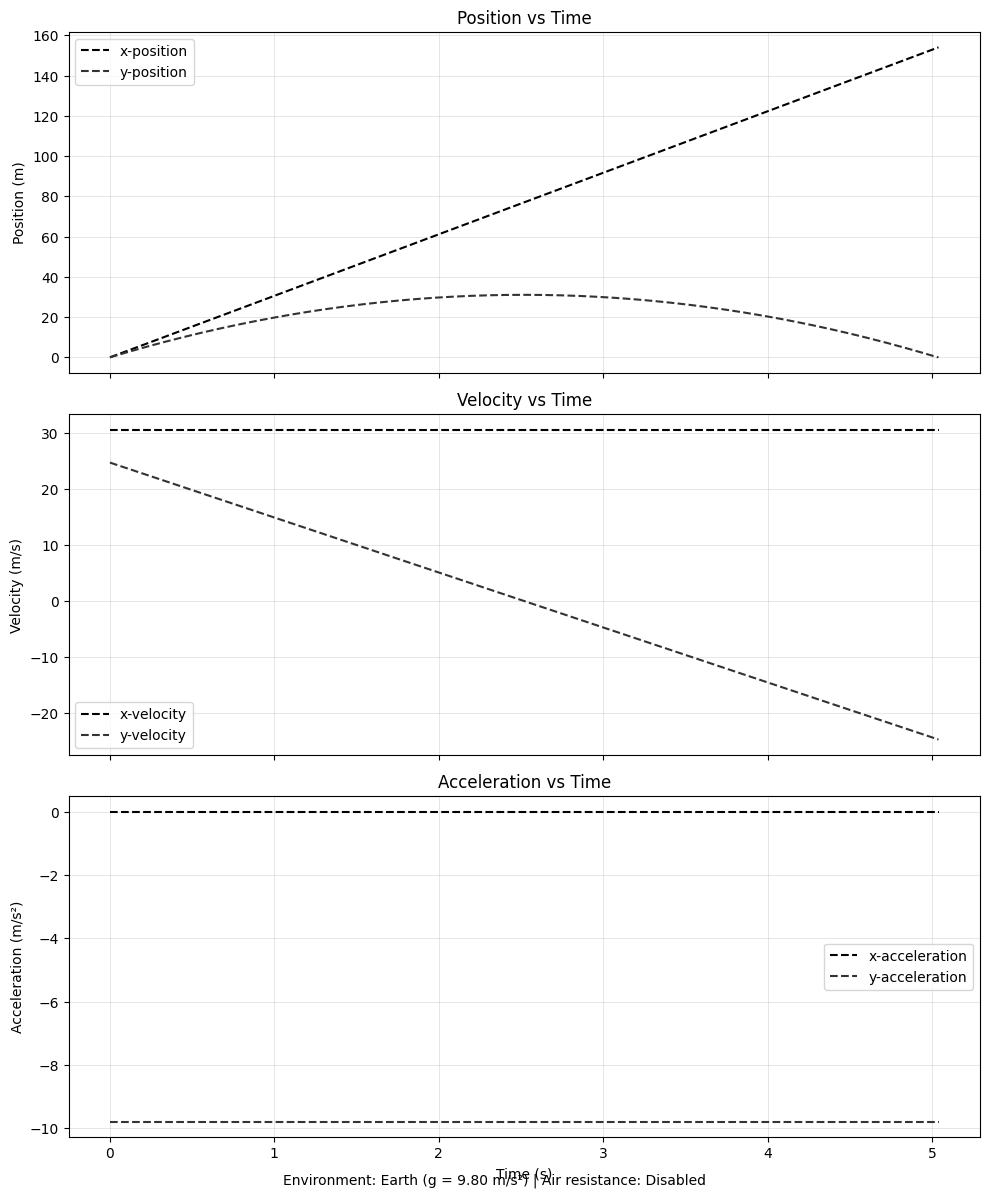 Position vs Time
160
140
120
100
80
60
40
20
0
Position (m)
x-position
y-position
Velocity vs Time
30
20
10
0
−10
−20
Velocity (m/s)
x-velocity
y-velocity
Acceleration vs Time
0
−2
−4
−6
−8
−10
Acceleration (m/s²)
x-acceleration
y-acceleration
0 1 2 3 4 5
Time (s)
Environment: Earth (g = 9.80 m/s²) | Air resistance: Disabled